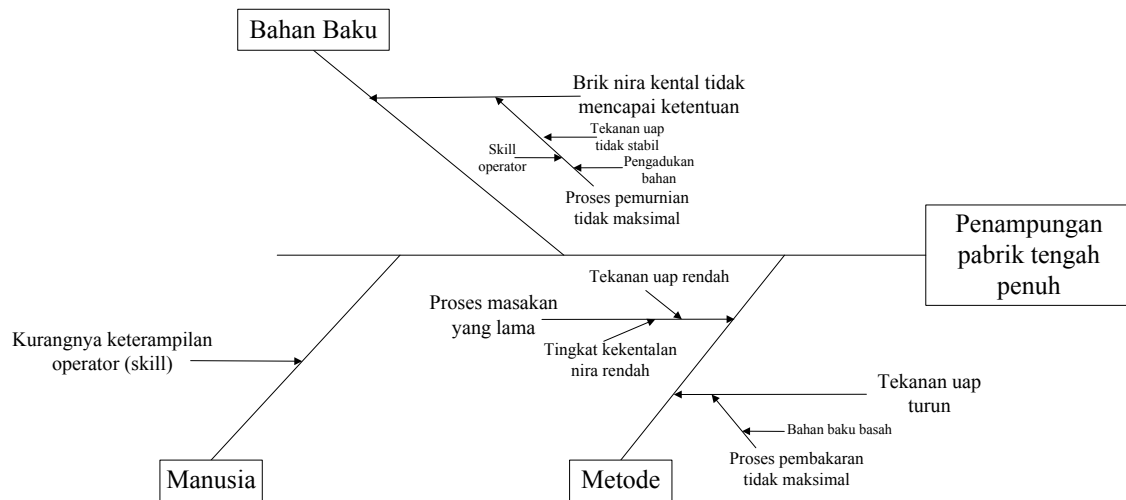 Bahan Baku
Brik nira kental tidak
mencapai ketentuan
Tekanan uap
tidak stabil
Skill
operator
Pengadukan
bahan
Proses pemurnian
tidak maksimal
Penampungan
pabrik tengah
penuh
Tekanan uap rendah
Proses masakan
yang lama
Tingkat kekentalan
nira rendah
Kurangnya keterampilan
operator (skill)
Tekanan uap
turun
Bahan baku basah
Proses pembakaran
tidak maksimal
Manusia
Metode